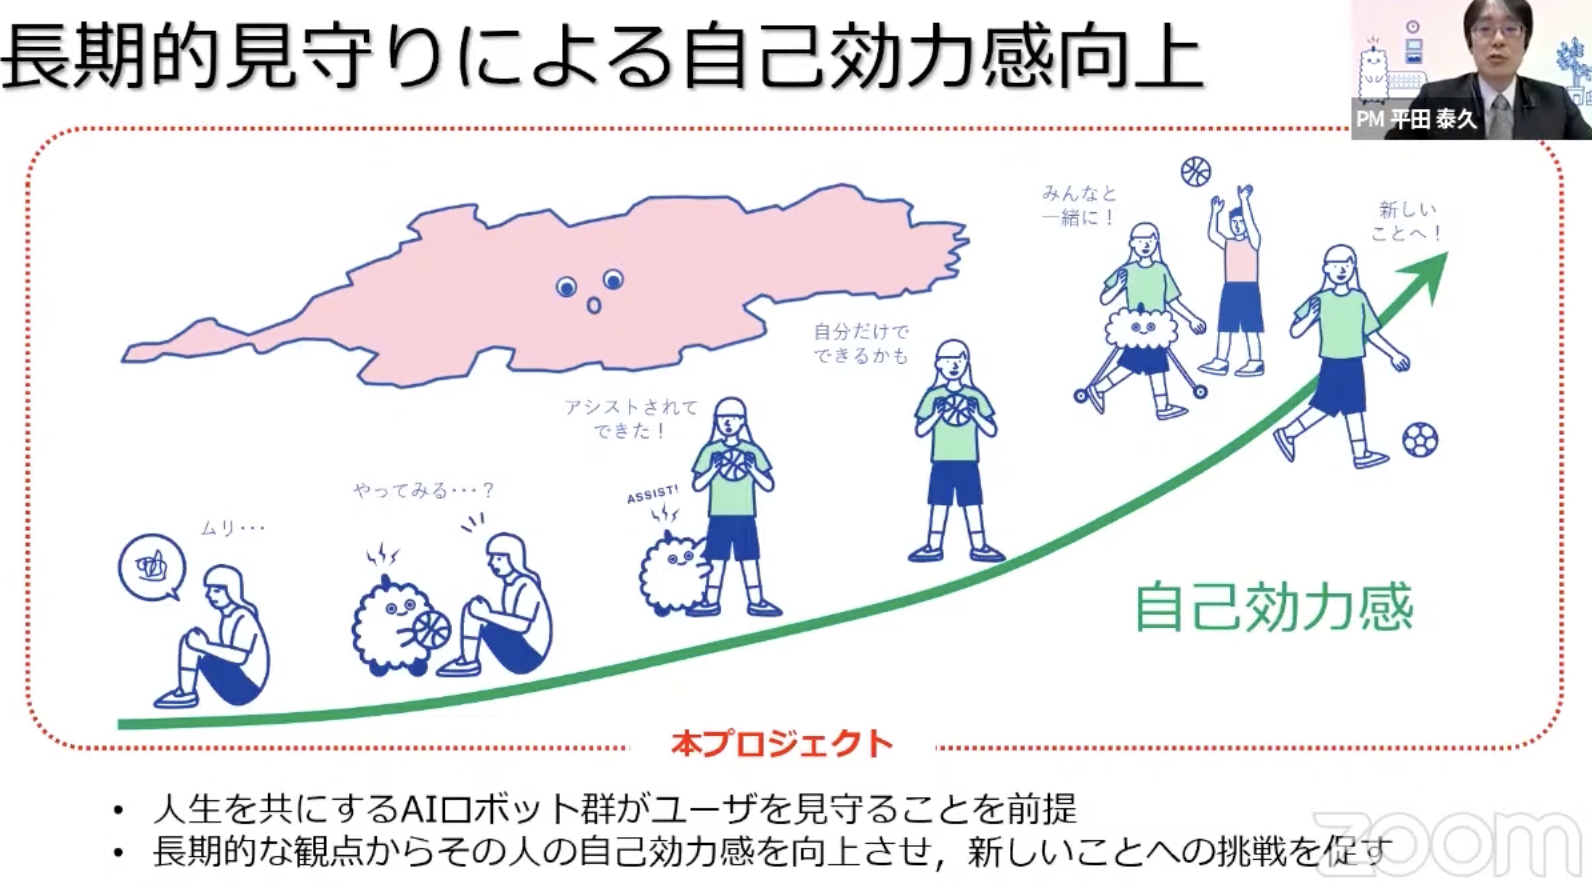 長期的見守りによる自己効力感向上
PM 平田 泰久
みんなと
一緒に！
新しい
ことへ！
自分だけで
できるかも
アシストされて
できた！
ASSIST!
やってみる・・・？
ムリ・・・
自己効力感
本プロジェクト
• 人生を共にするAIロボット群がユーザを見守ることを前提
• 長期的な観点からその人の自己効力感を向上させ，新しいことへの挑戦を促す
zoom